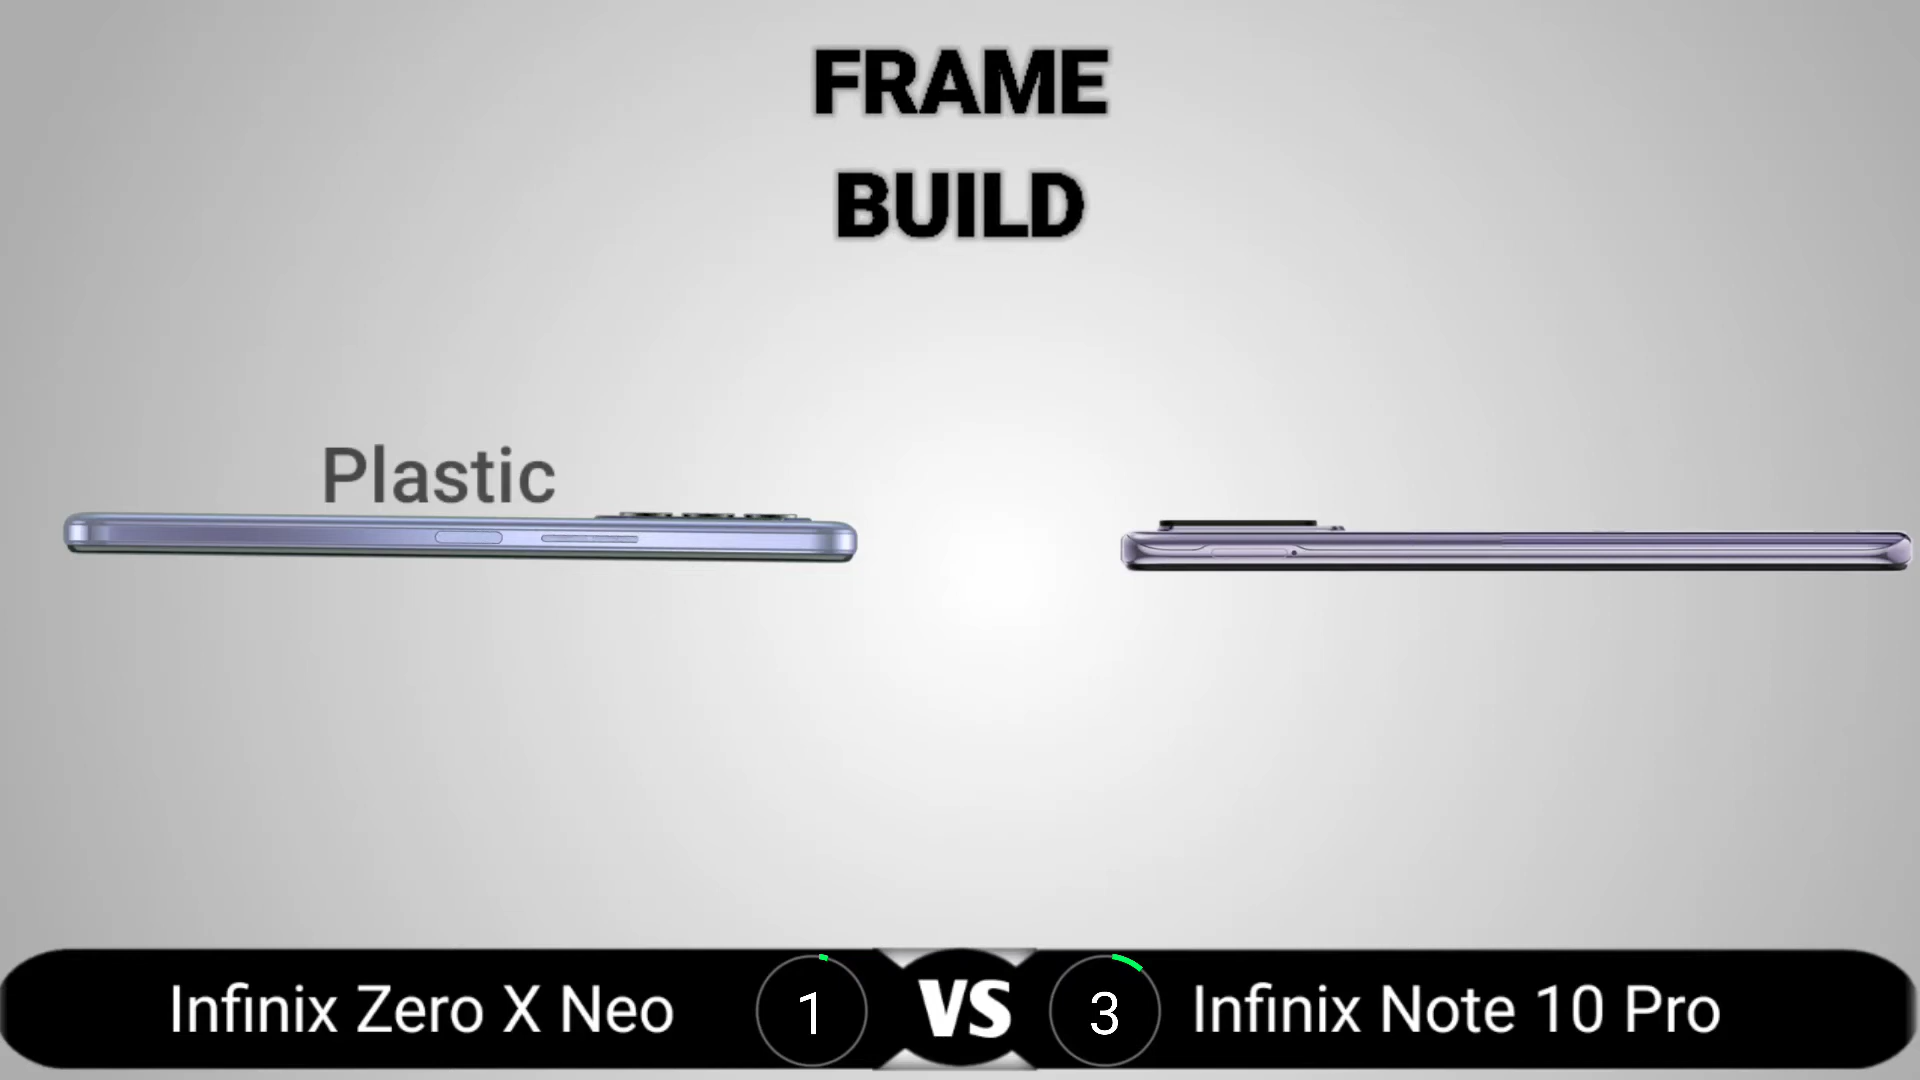 FRAME
BUILD
Plastic
Infinix Zero X Neo 1 VS 3 Infinix Note 10 Pro